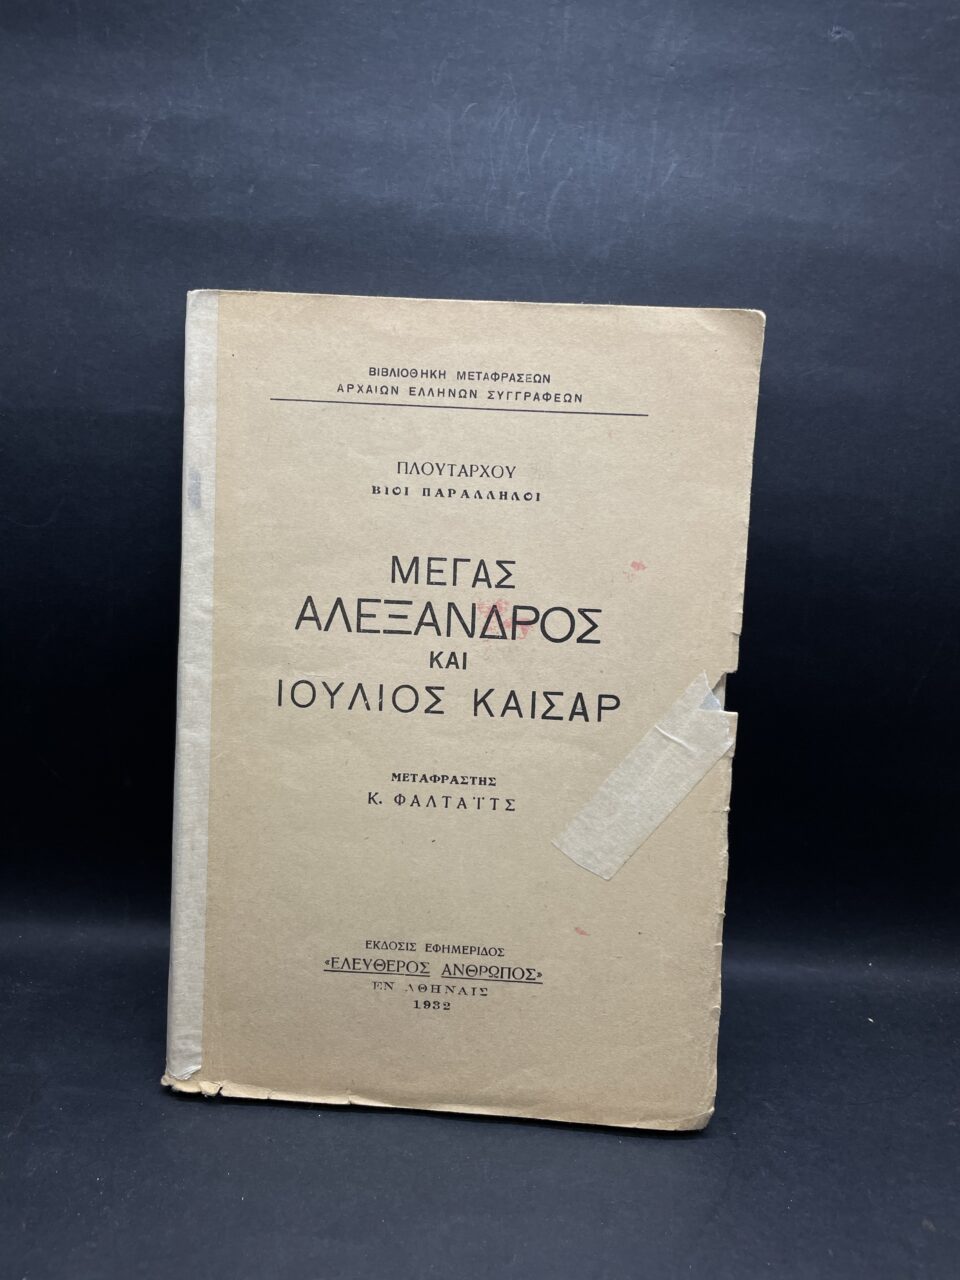 ΒΙΒΛΙΟΘΗΚΗ ΜΕΤΑΦΡΑΣΕΩΝ
ΑΡΧΑΙΩΝ ΕΛΛΗΝΩΝ ΣΥΓΓΡΑΦΕΩΝ
ΠΛΟΥΤΑΡΧΟΥ
ΒΙΟΙ ΠΑΡΑΛΛΗΛΟΙ
ΜΕΓΑΣ
ΑΛΕΞΑΝΔΡΟΣ
ΚΑΙ
ΙΟΥΛΙΟΣ ΚΑΙΣΑΡ
ΜΕΤΑΦΡΑΣΤΗΣ
Κ. ΦΑΛΤΑΪΤΣ
ΕΚΔΟΣΙΣ ΕΦΗΜΕΡΙΔΟΣ
«ΕΛΕΥΘΕΡΟΣ ΑΝΘΡΩΠΟΣ»
ΕΝ ΑΘΗΝΑΙΣ
1932